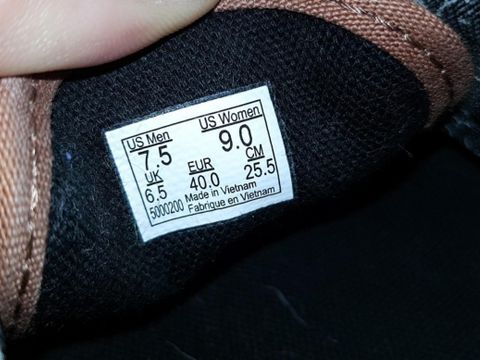 US Men US Women
7.5 9.0
UK EUR CM
6.5 40.0 25.5
5000200 Made in Vietnam
Fabrique en Vietnam